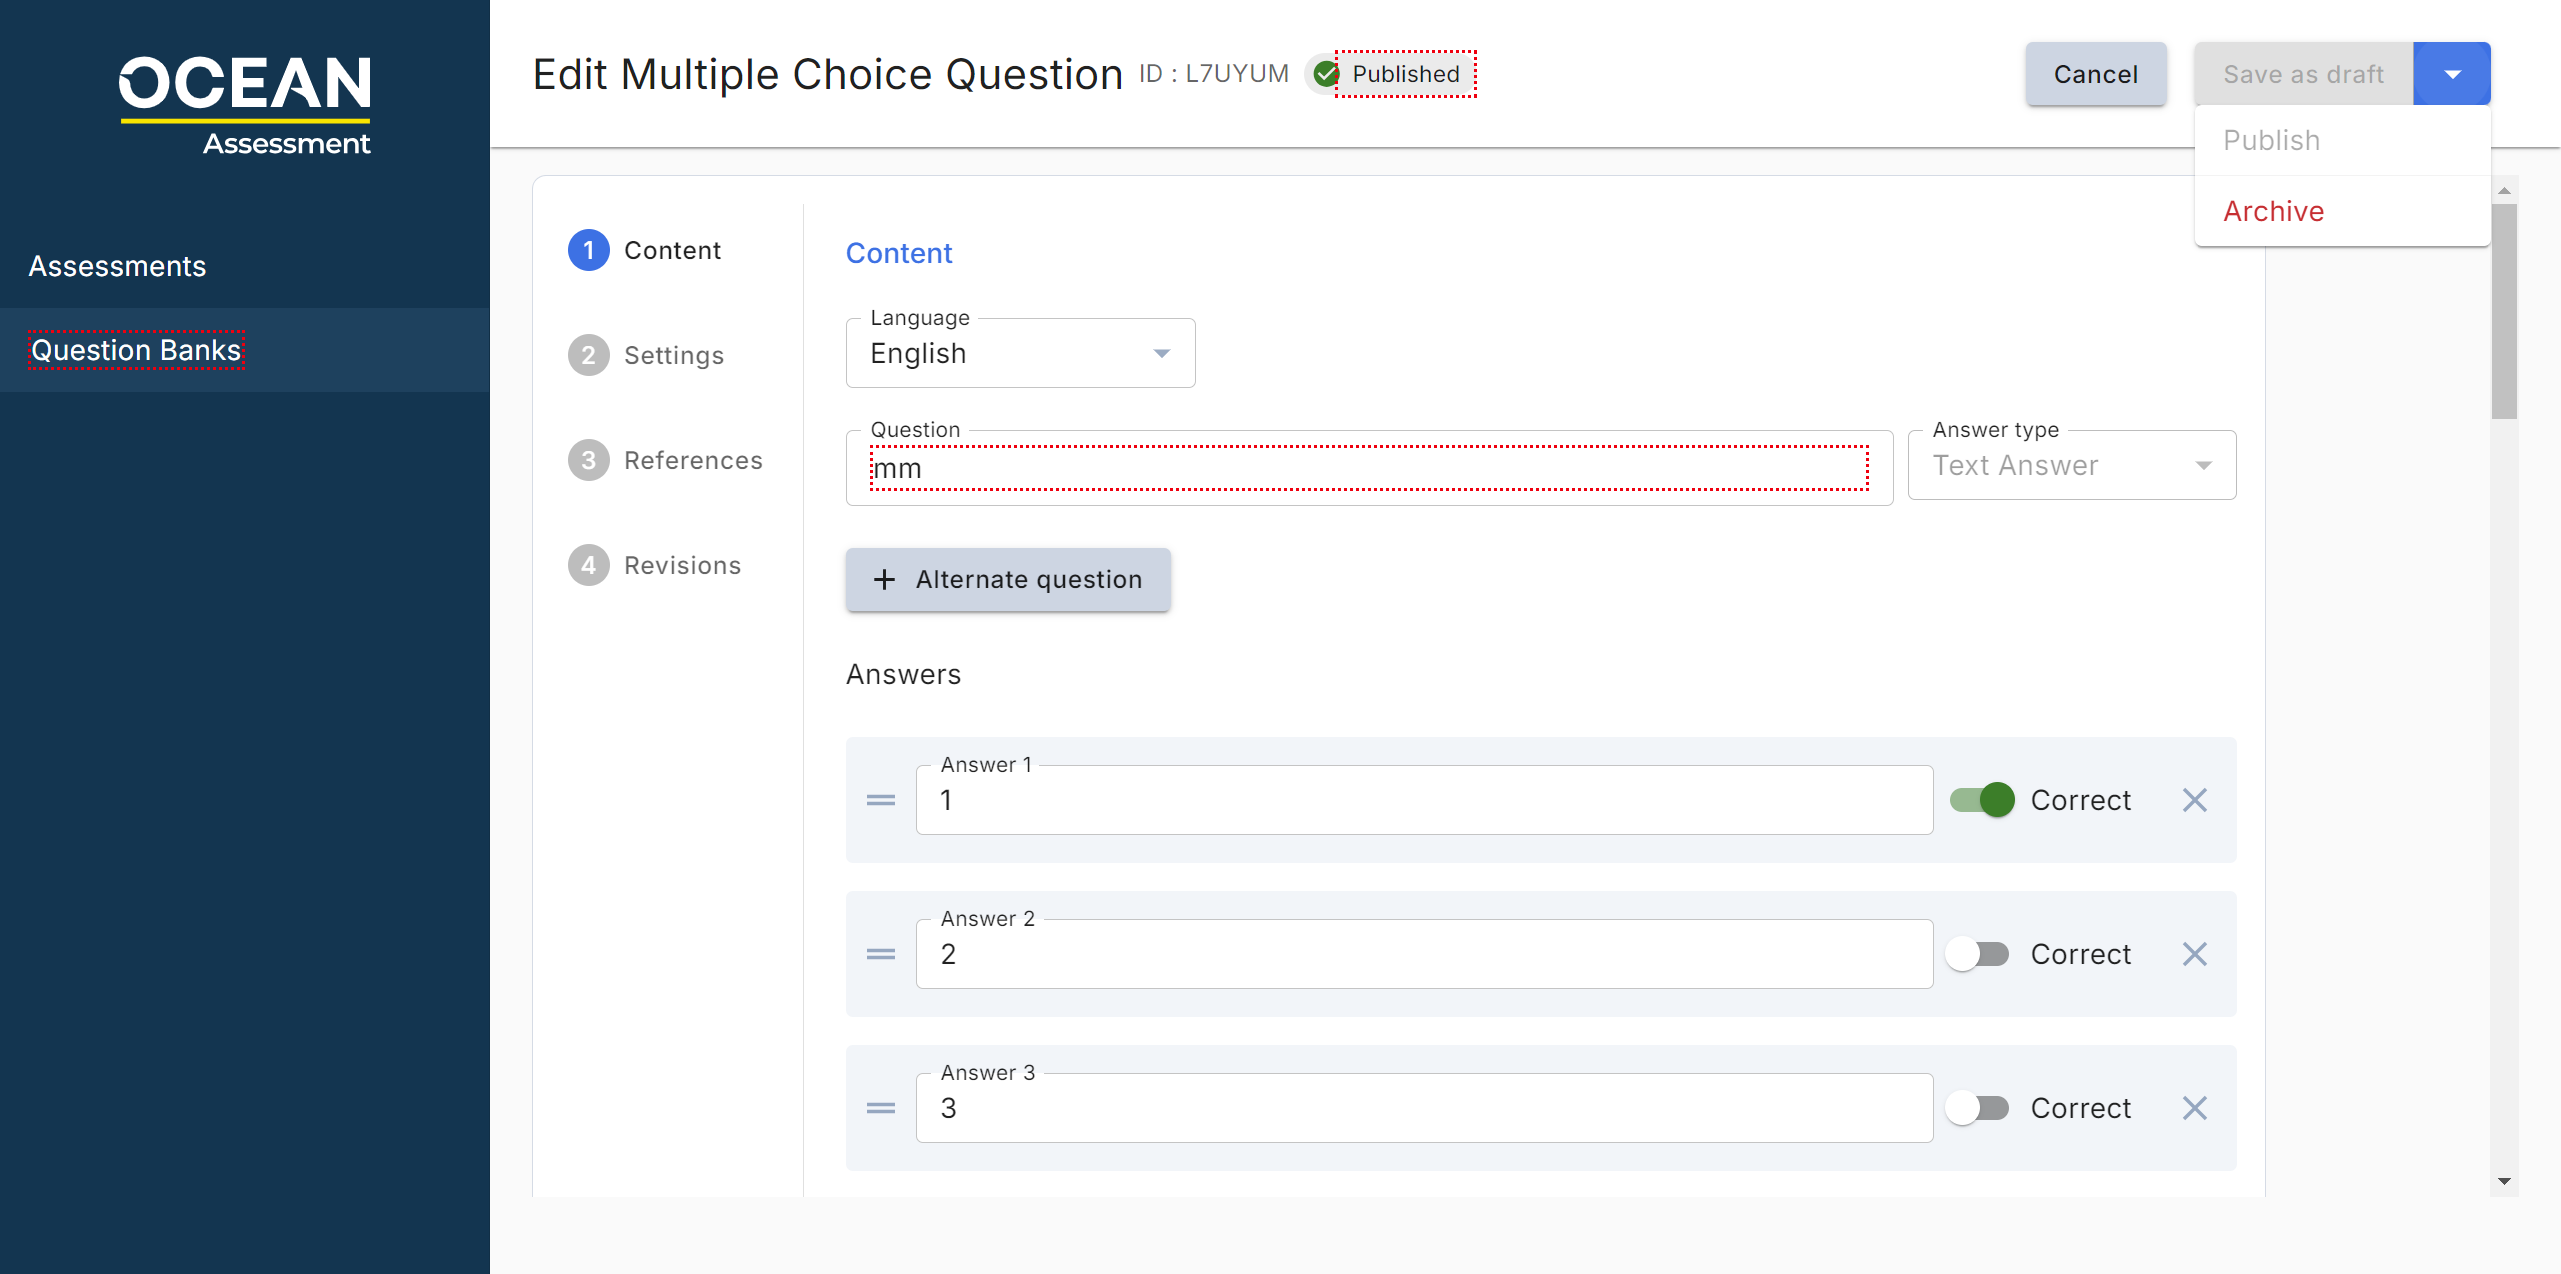 OCEAN
Assessment
Assessments
Question Banks
Edit Multiple Choice Question ID : L7UYUM Published
Cancel
Save as draft
Publish
Archive
1 Content
2 Settings
3 References
4 Revisions
Content
Language
English
Question
mm
Answer type
Text Answer
+ Alternate question
Answers
Answer 1
1
Correct
Answer 2
2
Correct
Answer 3
3
Correct